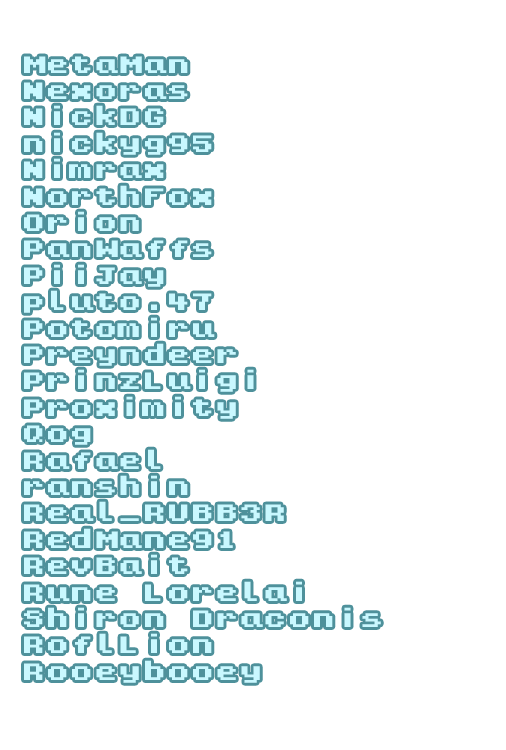 MetaMan
Nexoras
NickDG
nickyg95
Nimrax
NorthFox
Orion
PanWaffs
PiiJay
pluto.47
Potomiru
Preyndeer
PrinzLuigi
Proximity
Qog
Rafael
ranshin
Real_RUBB3R
RedMane91
RevBait
Rune Lorelai
Shiron Draconis
RoflLion
Rooeybooey